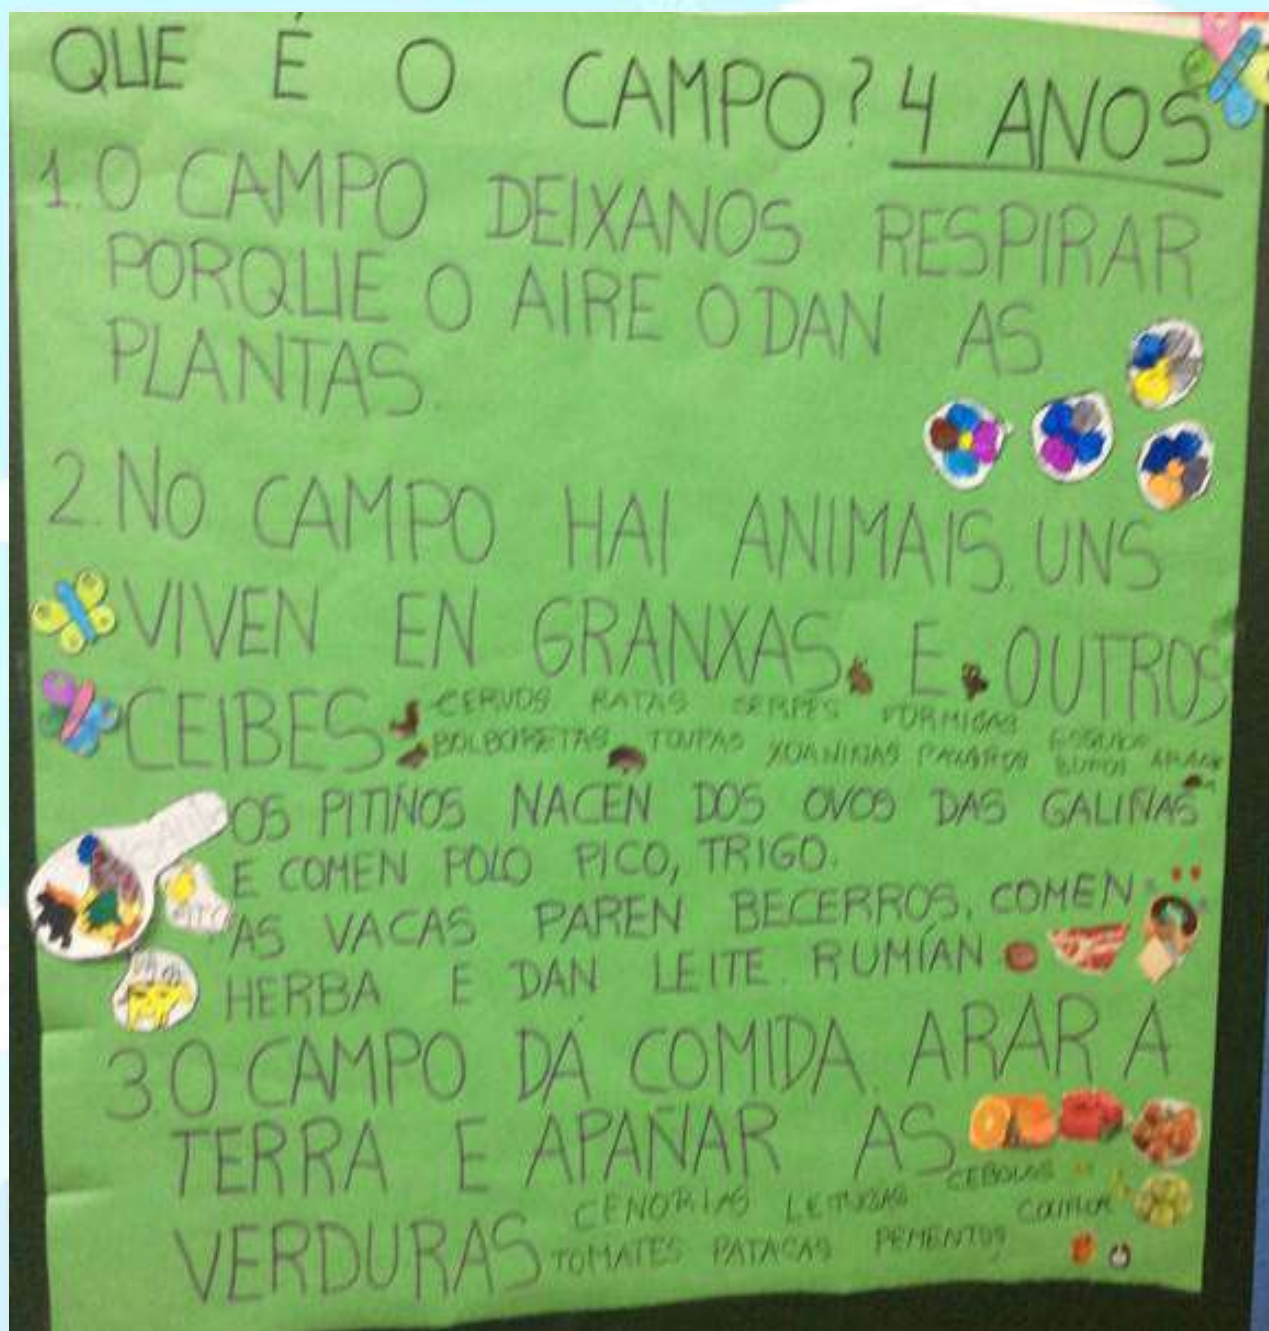 QUE É O CAMPO? 4 ANOS
1. O CAMPO DEIXANOS RESPIRAR
PORQUE O AIRE O DAN AS
PLANTAS.
2. NO CAMPO HAI ANIMAIS. UNS
VIVEN EN GRANXAS E OUTROS
CEIBES
CERVOS RATAS SERPES FORMIGAS
BOLBORETAS TOUPAS XOANIÑAS PAXAROS BUHOS
OS PITIÑOS NACEN DOS OVOS DAS GALIÑAS
E COMEN POLO PICO, TRIGO.
AS VACAS PAREN BECERROS, COMEN
HERBA E DAN LEITE. RUMÍAN
3 O CAMPO DÁ COMIDA. ARAR A
TERRA E APAÑAR AS
VERDURAS
CENORIAS LEITUGAS CEBOLAS
TOMATES PATACAS PEMENTOS